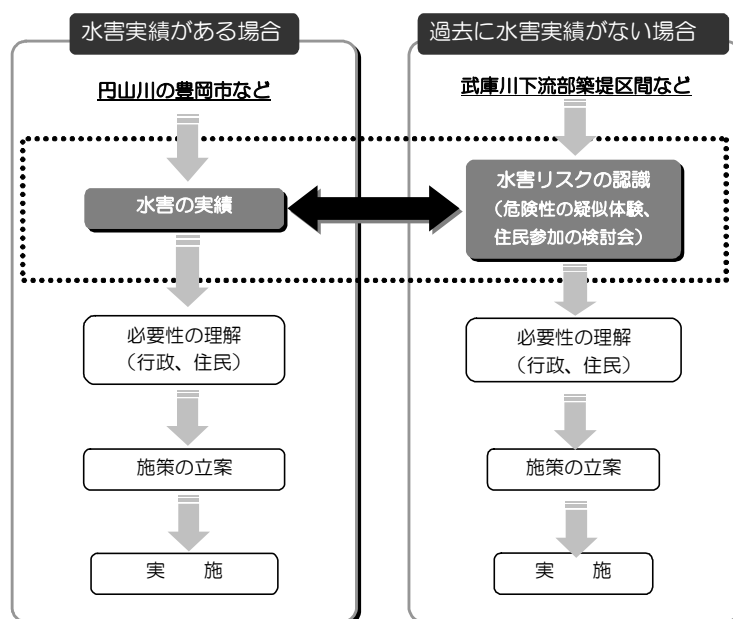 水害実績がある場合
円山川の豊岡市など
水害の実績
必要性の理解
（行政、住民）
施策の立案
実　施
過去に水害実績がない場合
武庫川下流部築堤区間など
水害リスクの認識
（危険性の疑似体験、
住民参加の検討会）
必要性の理解
（行政、住民）
施策の立案
実　施